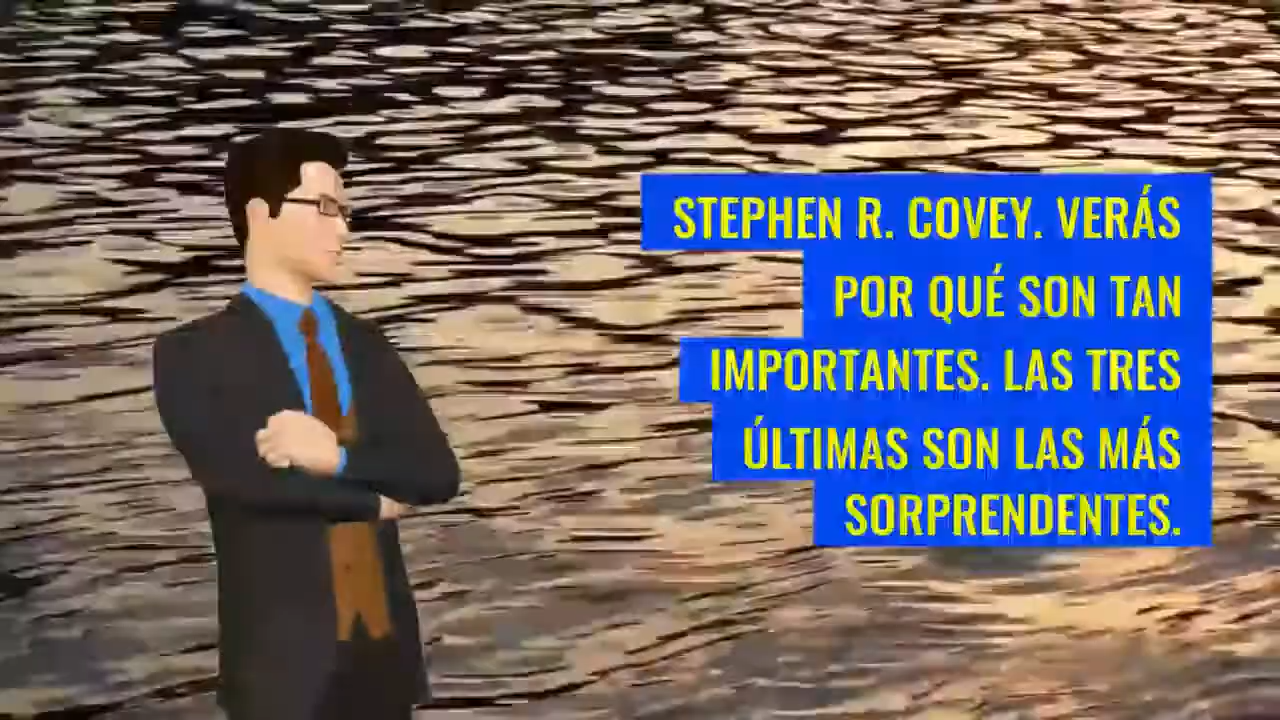 STEPHEN R. COVEY. VERÁS
POR QUÉ SON TAN
IMPORTANTES. LAS TRES
ÚLTIMAS SON LAS MÁS
SORPRENDENTES.